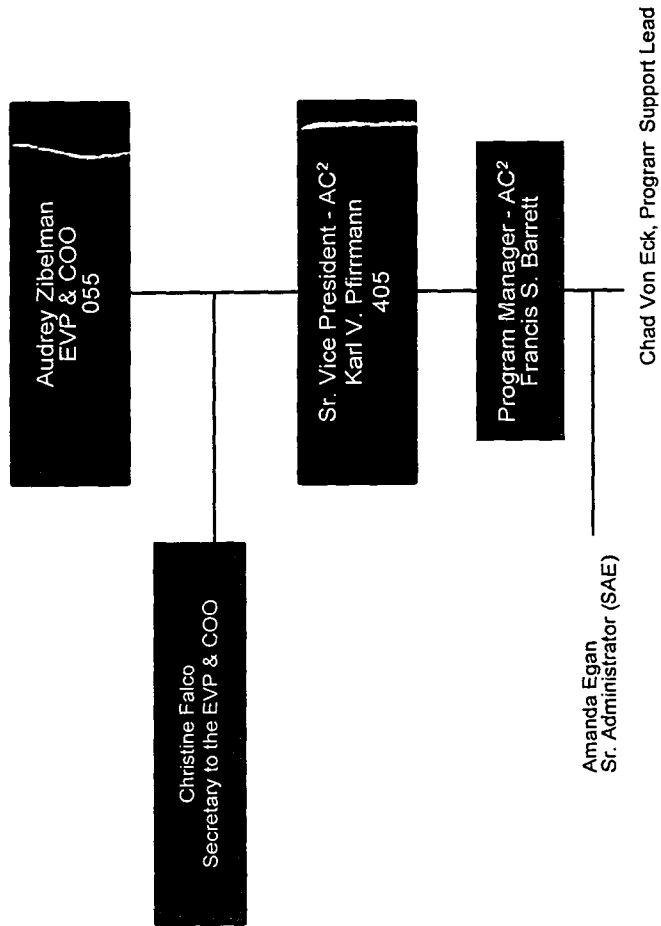 Audrey Zibelman
EVP & COO
055
Christine Falco
Secretary to the EVP & COO
Sr. Vice President - AC²
Karl V. Pfirrmann
405
Program Manager - AC²
Francis S. Barrett
Amanda Egan
Sr. Administrator (SAE)
Chad Von Eck, Program Support Lead